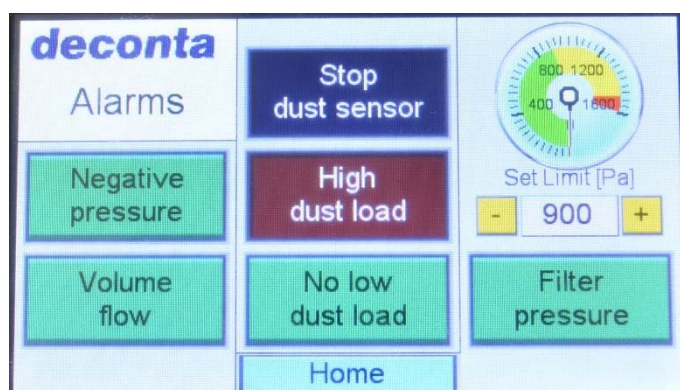 deconta
Alarms
Stop
dust sensor
800 1200
400 1600
Negative
pressure
High
dust load
Set Limit [Pa]
- 900 +
Volume
flow
No low
dust load
Filter
pressure
Home